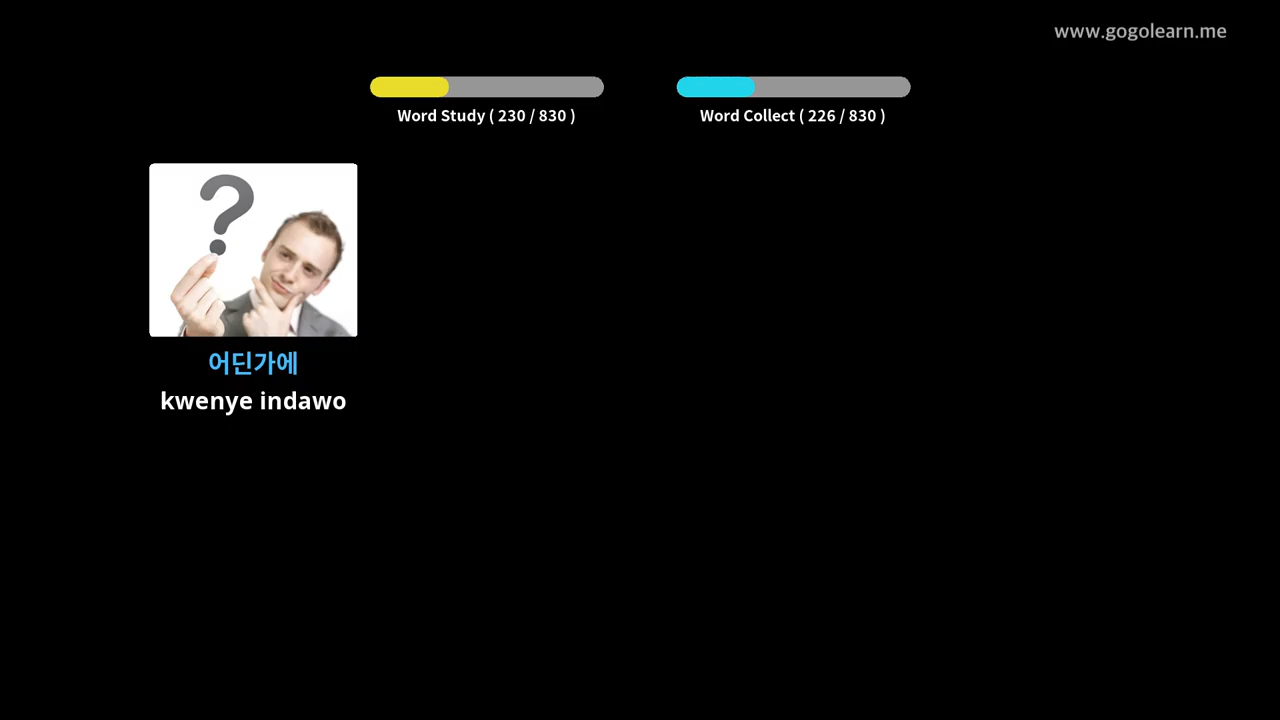 www.gogolearn.me
Word Study ( 230 / 830 )
Word Collect ( 226 / 830 )
?
어딘가에
kwenye indawo